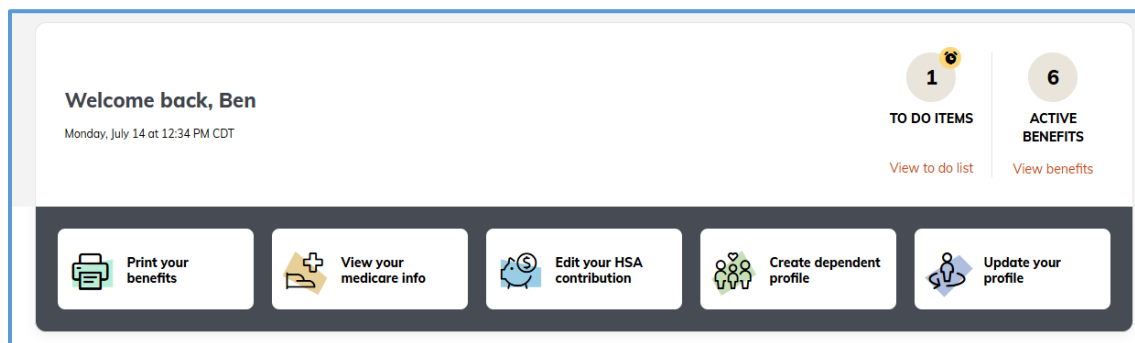 Welcome back, Ben
Monday, July 14 at 12:34 PM CDT
1
TO DO ITEMS
View to do list
6
ACTIVE
BENEFITS
View benefits
Print your
benefits
View your
medicare info
Edit your HSA
contribution
Create dependent
profile
Update your
profile